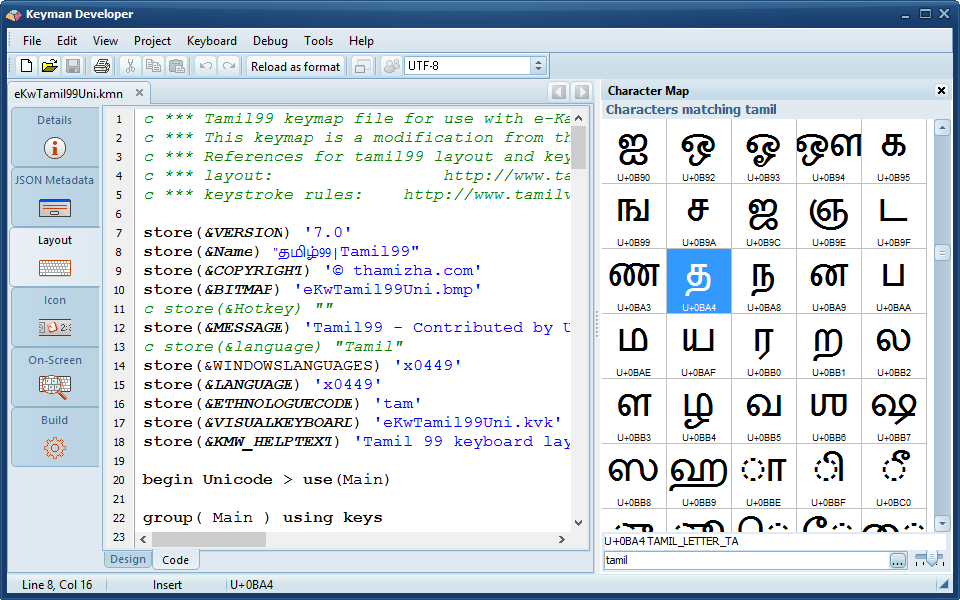 Keyman Developer
File Edit View Project Keyboard Debug Tools Help
Reload as format UTF-8
eKwTamil99Uni.kmn
Details
JSON Metadata
Layout
Icon
On-Screen
Build
1 c *** Tamil99 keymap file for use with
2 c *** This keymap is a modification from
3 c *** References for tamil99 layout and
4 c *** layout: http://www.
5 c *** keystroke rules: http://www.
6
7 store(&VERSION) '7.0'
8 store(&Name) "தமிழ்99|Tamil99"
9 store(&COPYRIGHT) '© thamizha.com'
10 store(&BITMAP) 'eKwTamil99Uni.bmp'
11 c store(&Hotkey) ""
12 store(&MESSAGE) 'Tamil99 - Contributed by U
13 c store(&language) "Tamil"
14 store(&WINDOWSLANGUAGES) 'x0449'
15 store(&LANGUAGE) 'x0449'
16 store(&ETHNOLOGUECODE) 'tam'
17 store(&VISUALKEYBOARD) 'eKwTamil99Uni.kvk'
18 store(&KMW_HELPTEXT) 'Tamil 99 keyboard lay
19
20 begin Unicode > use(Main)
21
22 group( Main ) using keys
23
Design Code
Character Map
Characters matching tamil
ஐ ஒ ஓ ஔ க
U+0B90 U+0B92 U+0B93 U+0B94 U+0B95
ங ச ஜ ஞ ட
U+0B99 U+0B9A U+0B9C U+0B9E U+0B9F
ண த ந ன ப
U+0BA3 U+0BA4 U+0BA8 U+0BA9 U+0BAA
ம ய ர ற ல
U+0BAE U+0BAF U+0BB0 U+0BB1 U+0BB2
ள ழ வ ஶ ஷ
U+0BB3 U+0BB4 U+0BB5 U+0BB6 U+0BB7
ஸ ஹ ா ி ீ
U+0BB8 U+0BB9 U+0BBE U+0BBF U+0BC0
U+0BA4 TAMIL_LETTER_TA
tamil
...
Line 8, Col 16 Insert U+0BA4